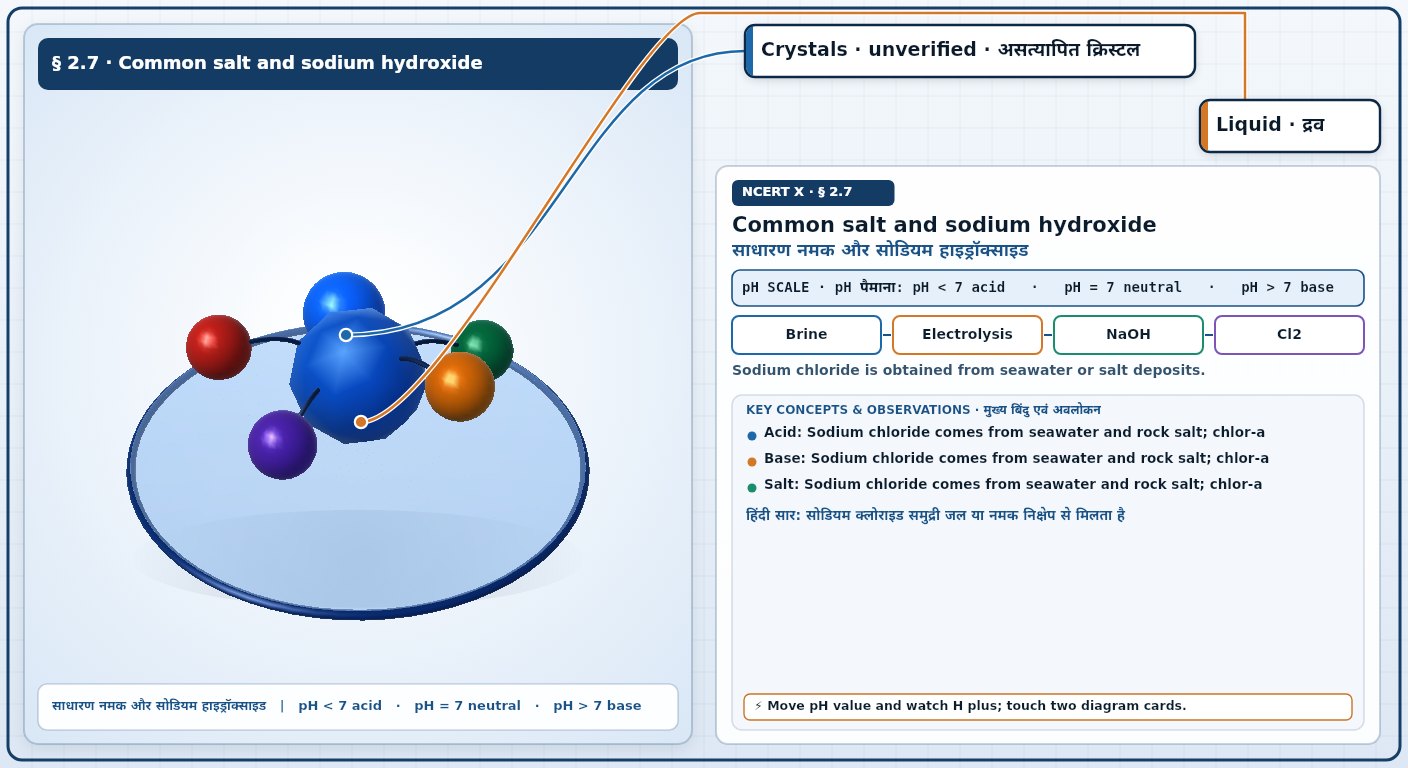 § 2.7 · Common salt and sodium hydroxide
Crystals · unverified · असत्यापित क्रिस्टल
Liquid · द्रव
NCERT X · § 2.7
Common salt and sodium hydroxide
साधारण नमक और सोडियम हाइड्रॉक्साइड
pH SCALE · pH पैमाना: pH < 7 acid · pH = 7 neutral · pH > 7 base
Brine Electrolysis NaOH Cl2
Sodium chloride is obtained from seawater or salt deposits.
KEY CONCEPTS & OBSERVATIONS · मुख्य बिंदु एवं अवलोकन
Acid: Sodium chloride comes from seawater and rock salt; chlor-a
Base: Sodium chloride comes from seawater and rock salt; chlor-a
Salt: Sodium chloride comes from seawater and rock salt; chlor-a
हिंदी सार: सोडियम क्लोराइड समुद्री जल या नमक निक्षेप से मिलता है
⚡ Move pH value and watch H plus; touch two diagram cards.
साधारण नमक और सोडियम हाइड्रॉक्साइड | pH < 7 acid · pH = 7 neutral · pH > 7 base